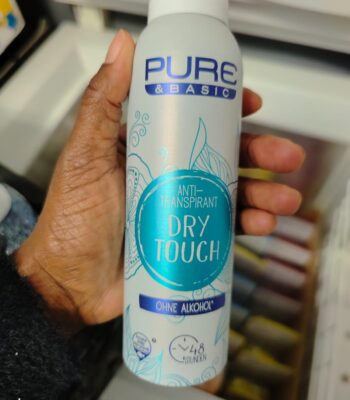 PURE
& BASIC
ANTI-
TRANSPIRANT
DRY
TOUCH
OHNE ALKOHOL*
48
STUNDEN